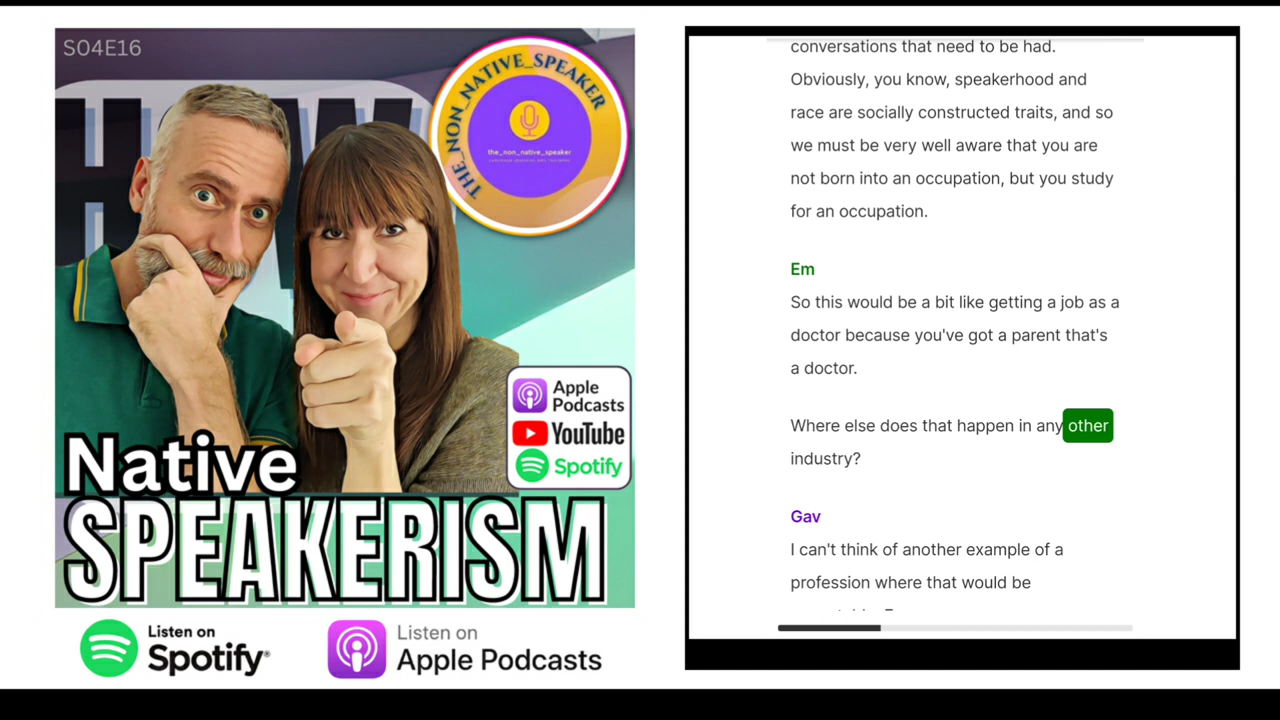 S04E16
THE_NON_NATIVE_SPEAKER
the_non_native_speaker
Apple
Podcasts
YouTube
Spotify
Native
SPEAKERISM
Listen on
Spotify®
Listen on
Apple Podcasts
conversations that need to be had.
Obviously, you know, speakerhood and
race are socially constructed traits, and so
we must be very well aware that you are
not born into an occupation, but you study
for an occupation.
Em
So this would be a bit like getting a job as a
doctor because you've got a parent that's
a doctor.
Where else does that happen in any other
industry?
Gav
I can't think of another example of a
profession where that would be